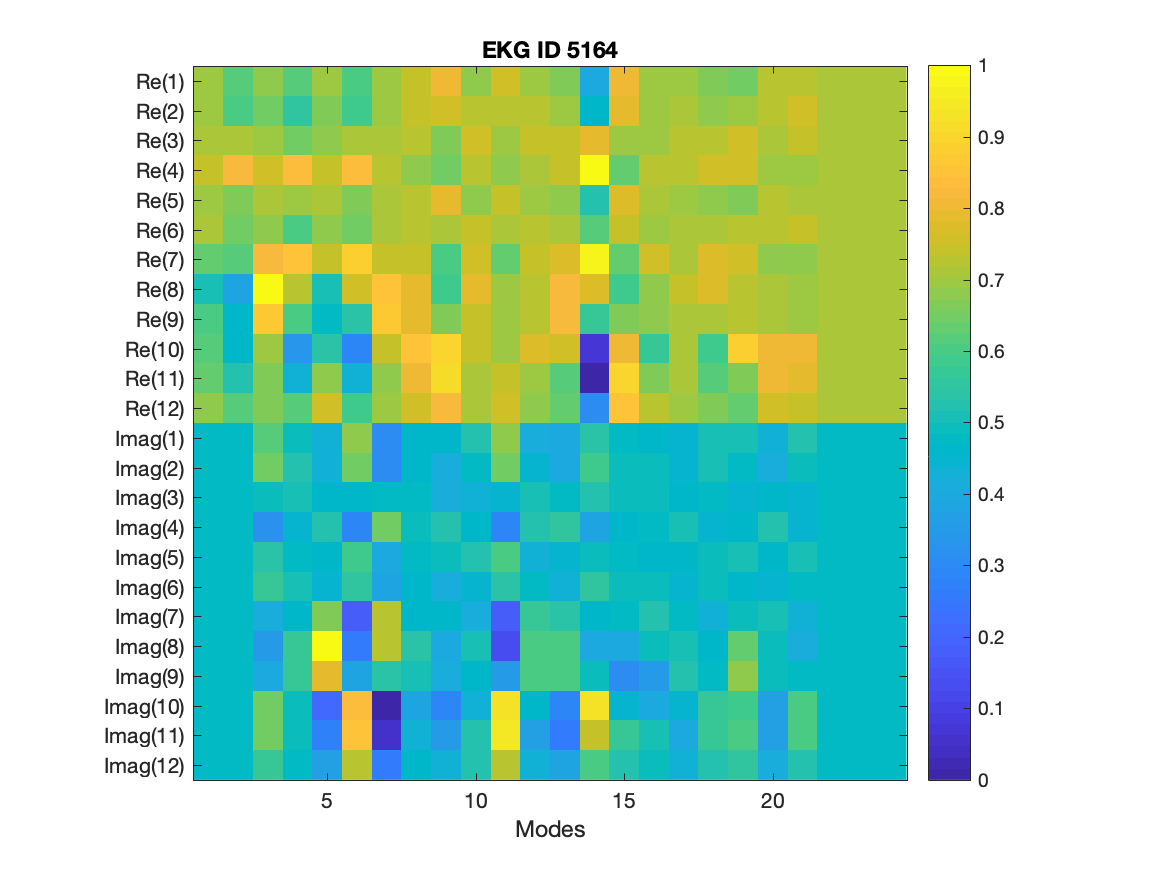 EKG ID 5164
Re(1)
Re(2)
Re(3)
Re(4)
Re(5)
Re(6)
Re(7)
Re(8)
Re(9)
Re(10)
Re(11)
Re(12)
Imag(1)
Imag(2)
Imag(3)
Imag(4)
Imag(5)
Imag(6)
Imag(7)
Imag(8)
Imag(9)
Imag(10)
Imag(11)
Imag(12)
5 10 15 20
Modes
1
0.9
0.8
0.7
0.6
0.5
0.4
0.3
0.2
0.1
0